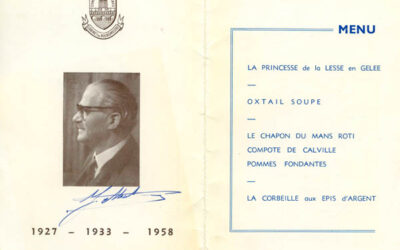 1927 - 1933 - 1958
MENU
LA PRINCESSE de la LESSE en GELEE
—
OXTAIL SOUPE
—
LE CHAPON DU MANS ROTI
COMPOTE DE CALVILLE
POMMES FONDANTES
—
LA CORBEILLE aux EPIS d'ARGENT